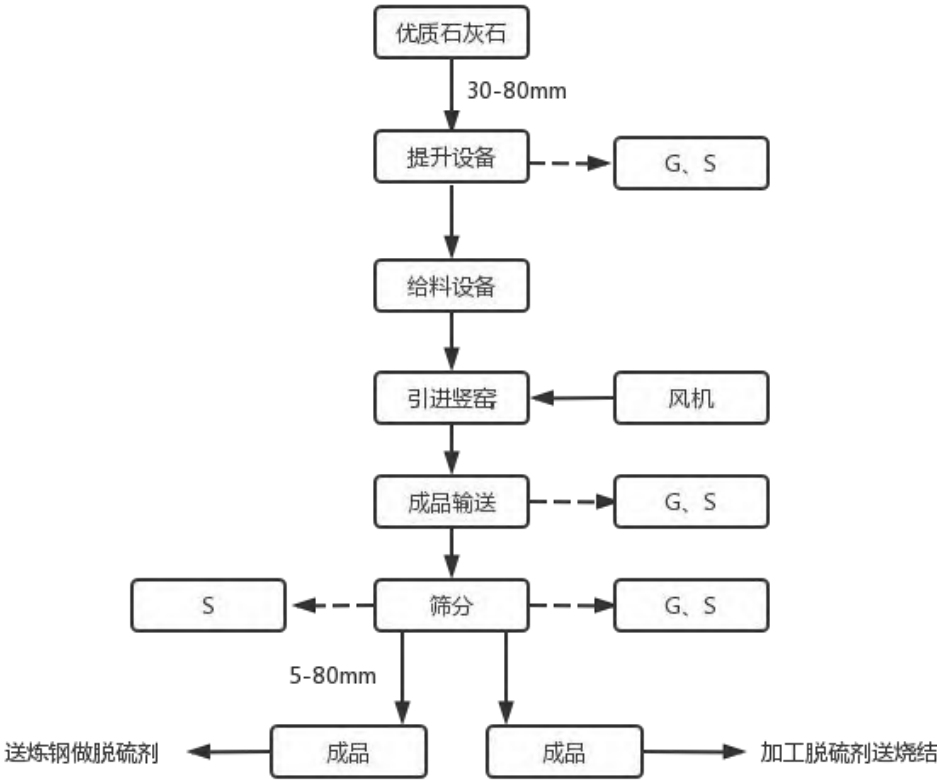 优质石灰石
30-80mm
提升设备
G、S
给料设备
引进竖窑
风机
成品输送
G、S
S
筛分
G、S
5-80mm
送炼钢做脱硫剂
成品
成品
加工脱硫剂送烧结